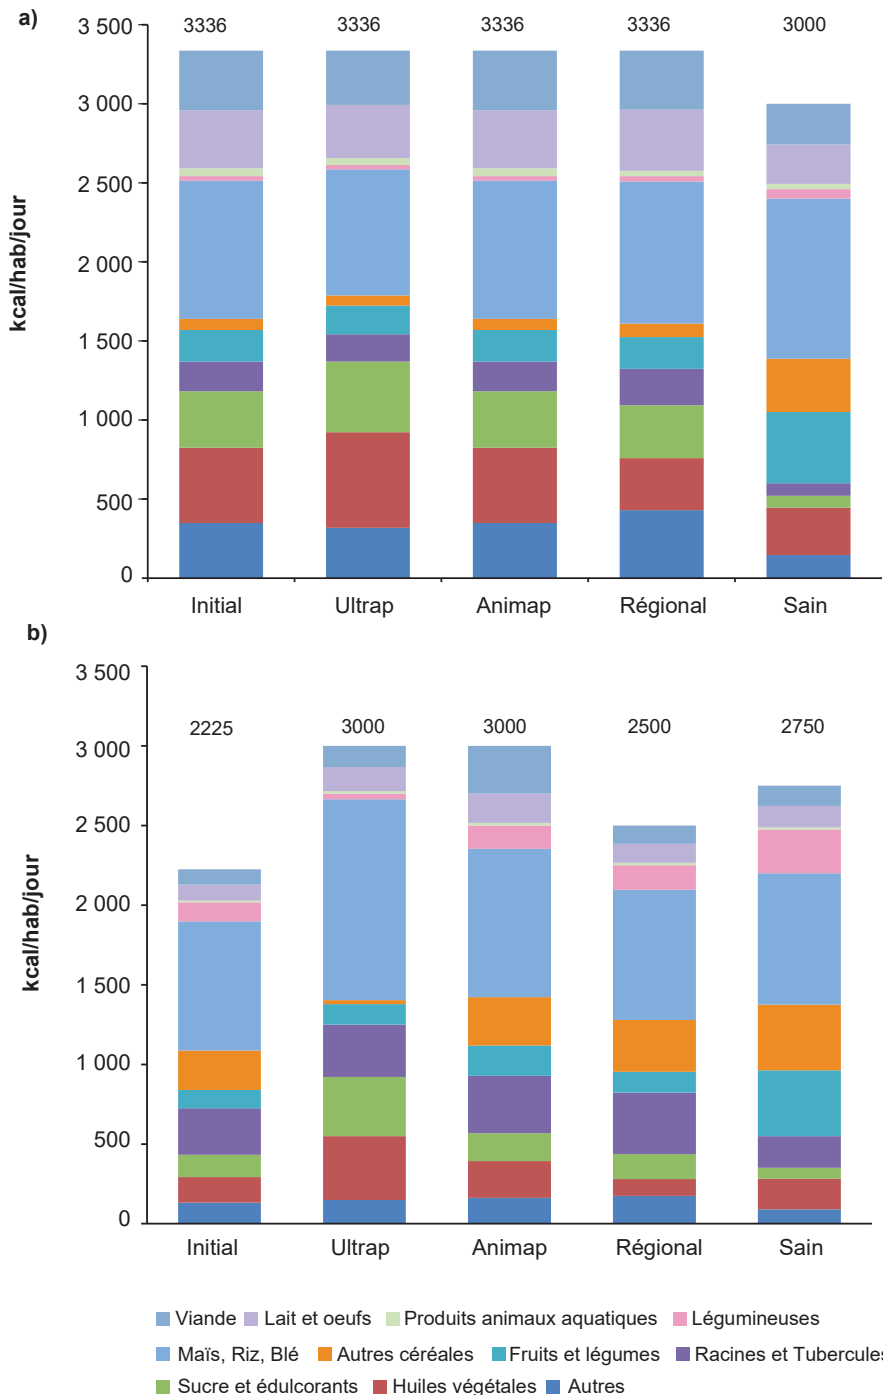 a)
3 500
3336
3336
3336
3336
3000
3 000
2 500
2 000
1 500
1 000
500
0
kcal/hab/jour
Initial
Ultrap
Animap
Régional
Sain
b)
3 500
2225
3000
3000
2500
2750
3 000
2 500
2 000
1 500
1 000
500
0
kcal/hab/jour
Initial
Ultrap
Animap
Régional
Sain
Viande Lait et oeufs Produits animaux aquatiques Légumineuses
Maïs, Riz, Blé Autres céréales Fruits et légumes Racines et Tubercules
Sucre et édulcorants Huiles végétales Autres